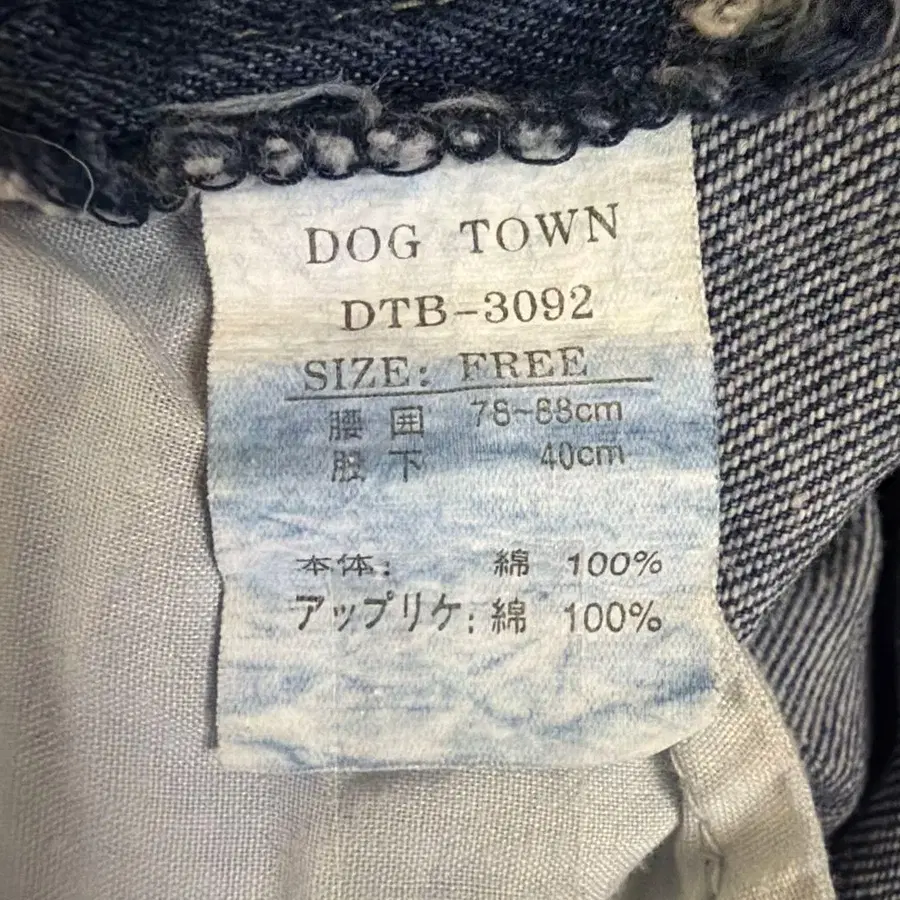 DOG TOWN
DTB-3092
SIZE: FREE
腰囲 78~88cm
股下 40cm
本体: 綿 100%
アップリケ: 綿 100%